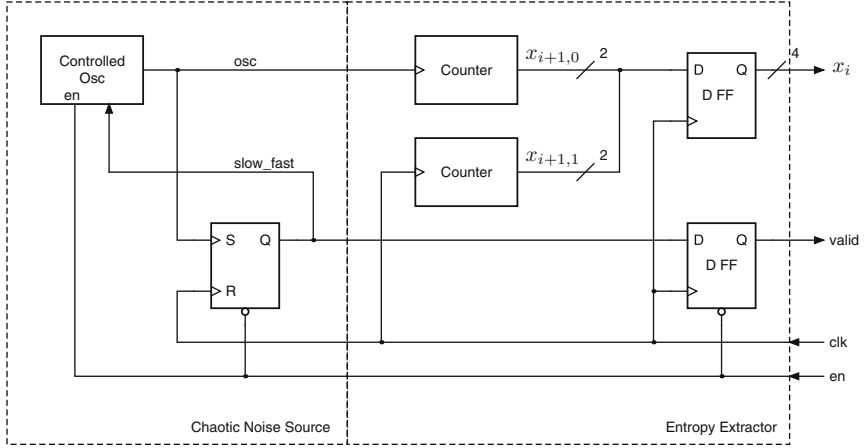 Controlled
Osc
en
osc
Counter
x_{i+1,0}
2
D
Q
D FF
4
x_i
slow_fast
Counter
x_{i+1,1}
2
S
Q
R
D
Q
D FF
valid
clk
en
Chaotic Noise Source
Entropy Extractor